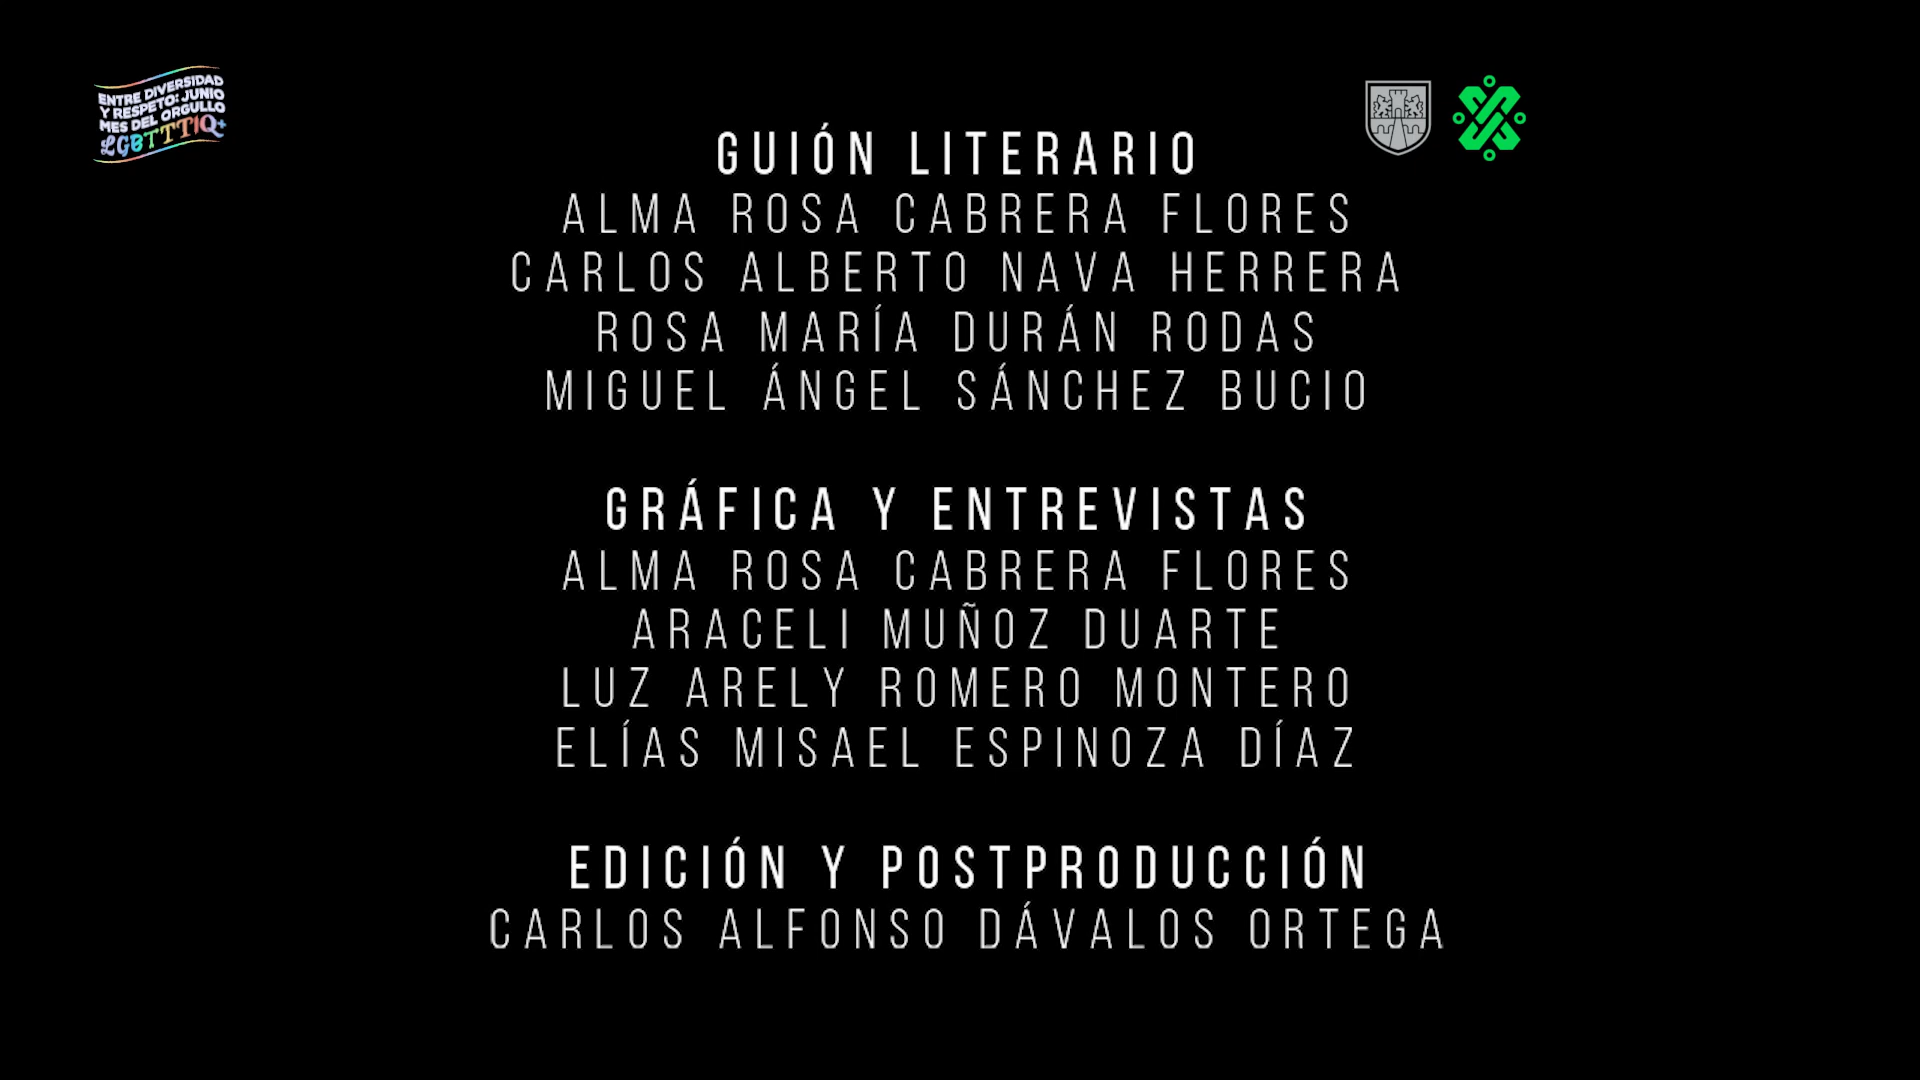 ENTRE DIVERSIDAD
Y RESPETO: JUNIO
MES DEL ORGULLO
LGBTTTIQ+
GUIÓN LITERARIO
ALMA ROSA CABRERA FLORES
CARLOS ALBERTO NAVA HERRERA
ROSA MARÍA DURÁN RODAS
MIGUEL ÁNGEL SÁNCHEZ BUCIO
GRÁFICA Y ENTREVISTAS
ALMA ROSA CABRERA FLORES
ARACELI MUÑOZ DUARTE
LUZ ARELY ROMERO MONTERO
ELÍAS MISAEL ESPINOZA DÍAZ
EDICIÓN Y POSTPRODUCCIÓN
CARLOS ALFONSO DÁVALOS ORTEGA